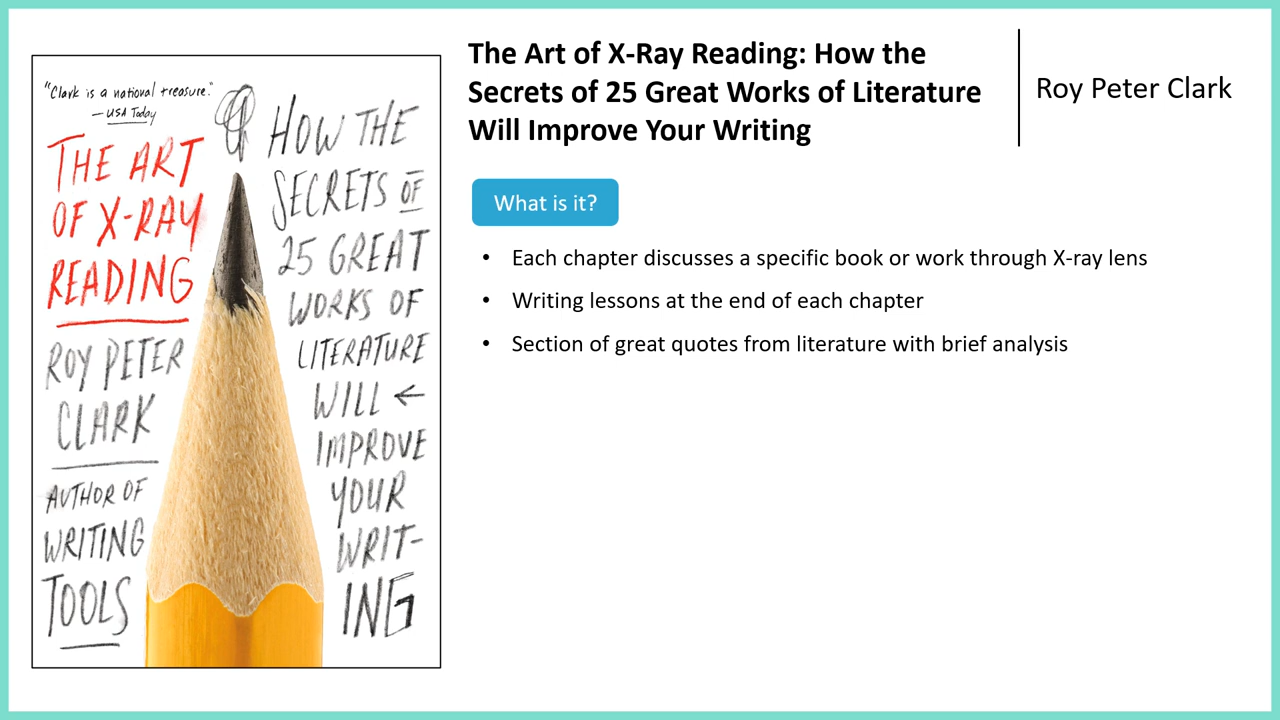 "Clark is a national treasure."
— USA Today
THE ART
OF X-RAY
READING
ROY PETER
CLARK
AUTHOR OF
WRITING
TOOLS
HOW THE
SECRETS OF
25 GREAT
WORKS OF
LITERATURE
WILL ←
IMPROVE
YOUR
WRIT-
ING
The Art of X-Ray Reading: How the
Secrets of 25 Great Works of Literature
Will Improve Your Writing
Roy Peter Clark
What is it?
• Each chapter discusses a specific book or work through X-ray lens
• Writing lessons at the end of each chapter
• Section of great quotes from literature with brief analysis